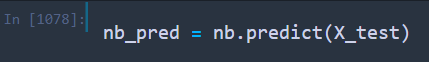 In [1078]: nb_pred = nb.predict(X_test)